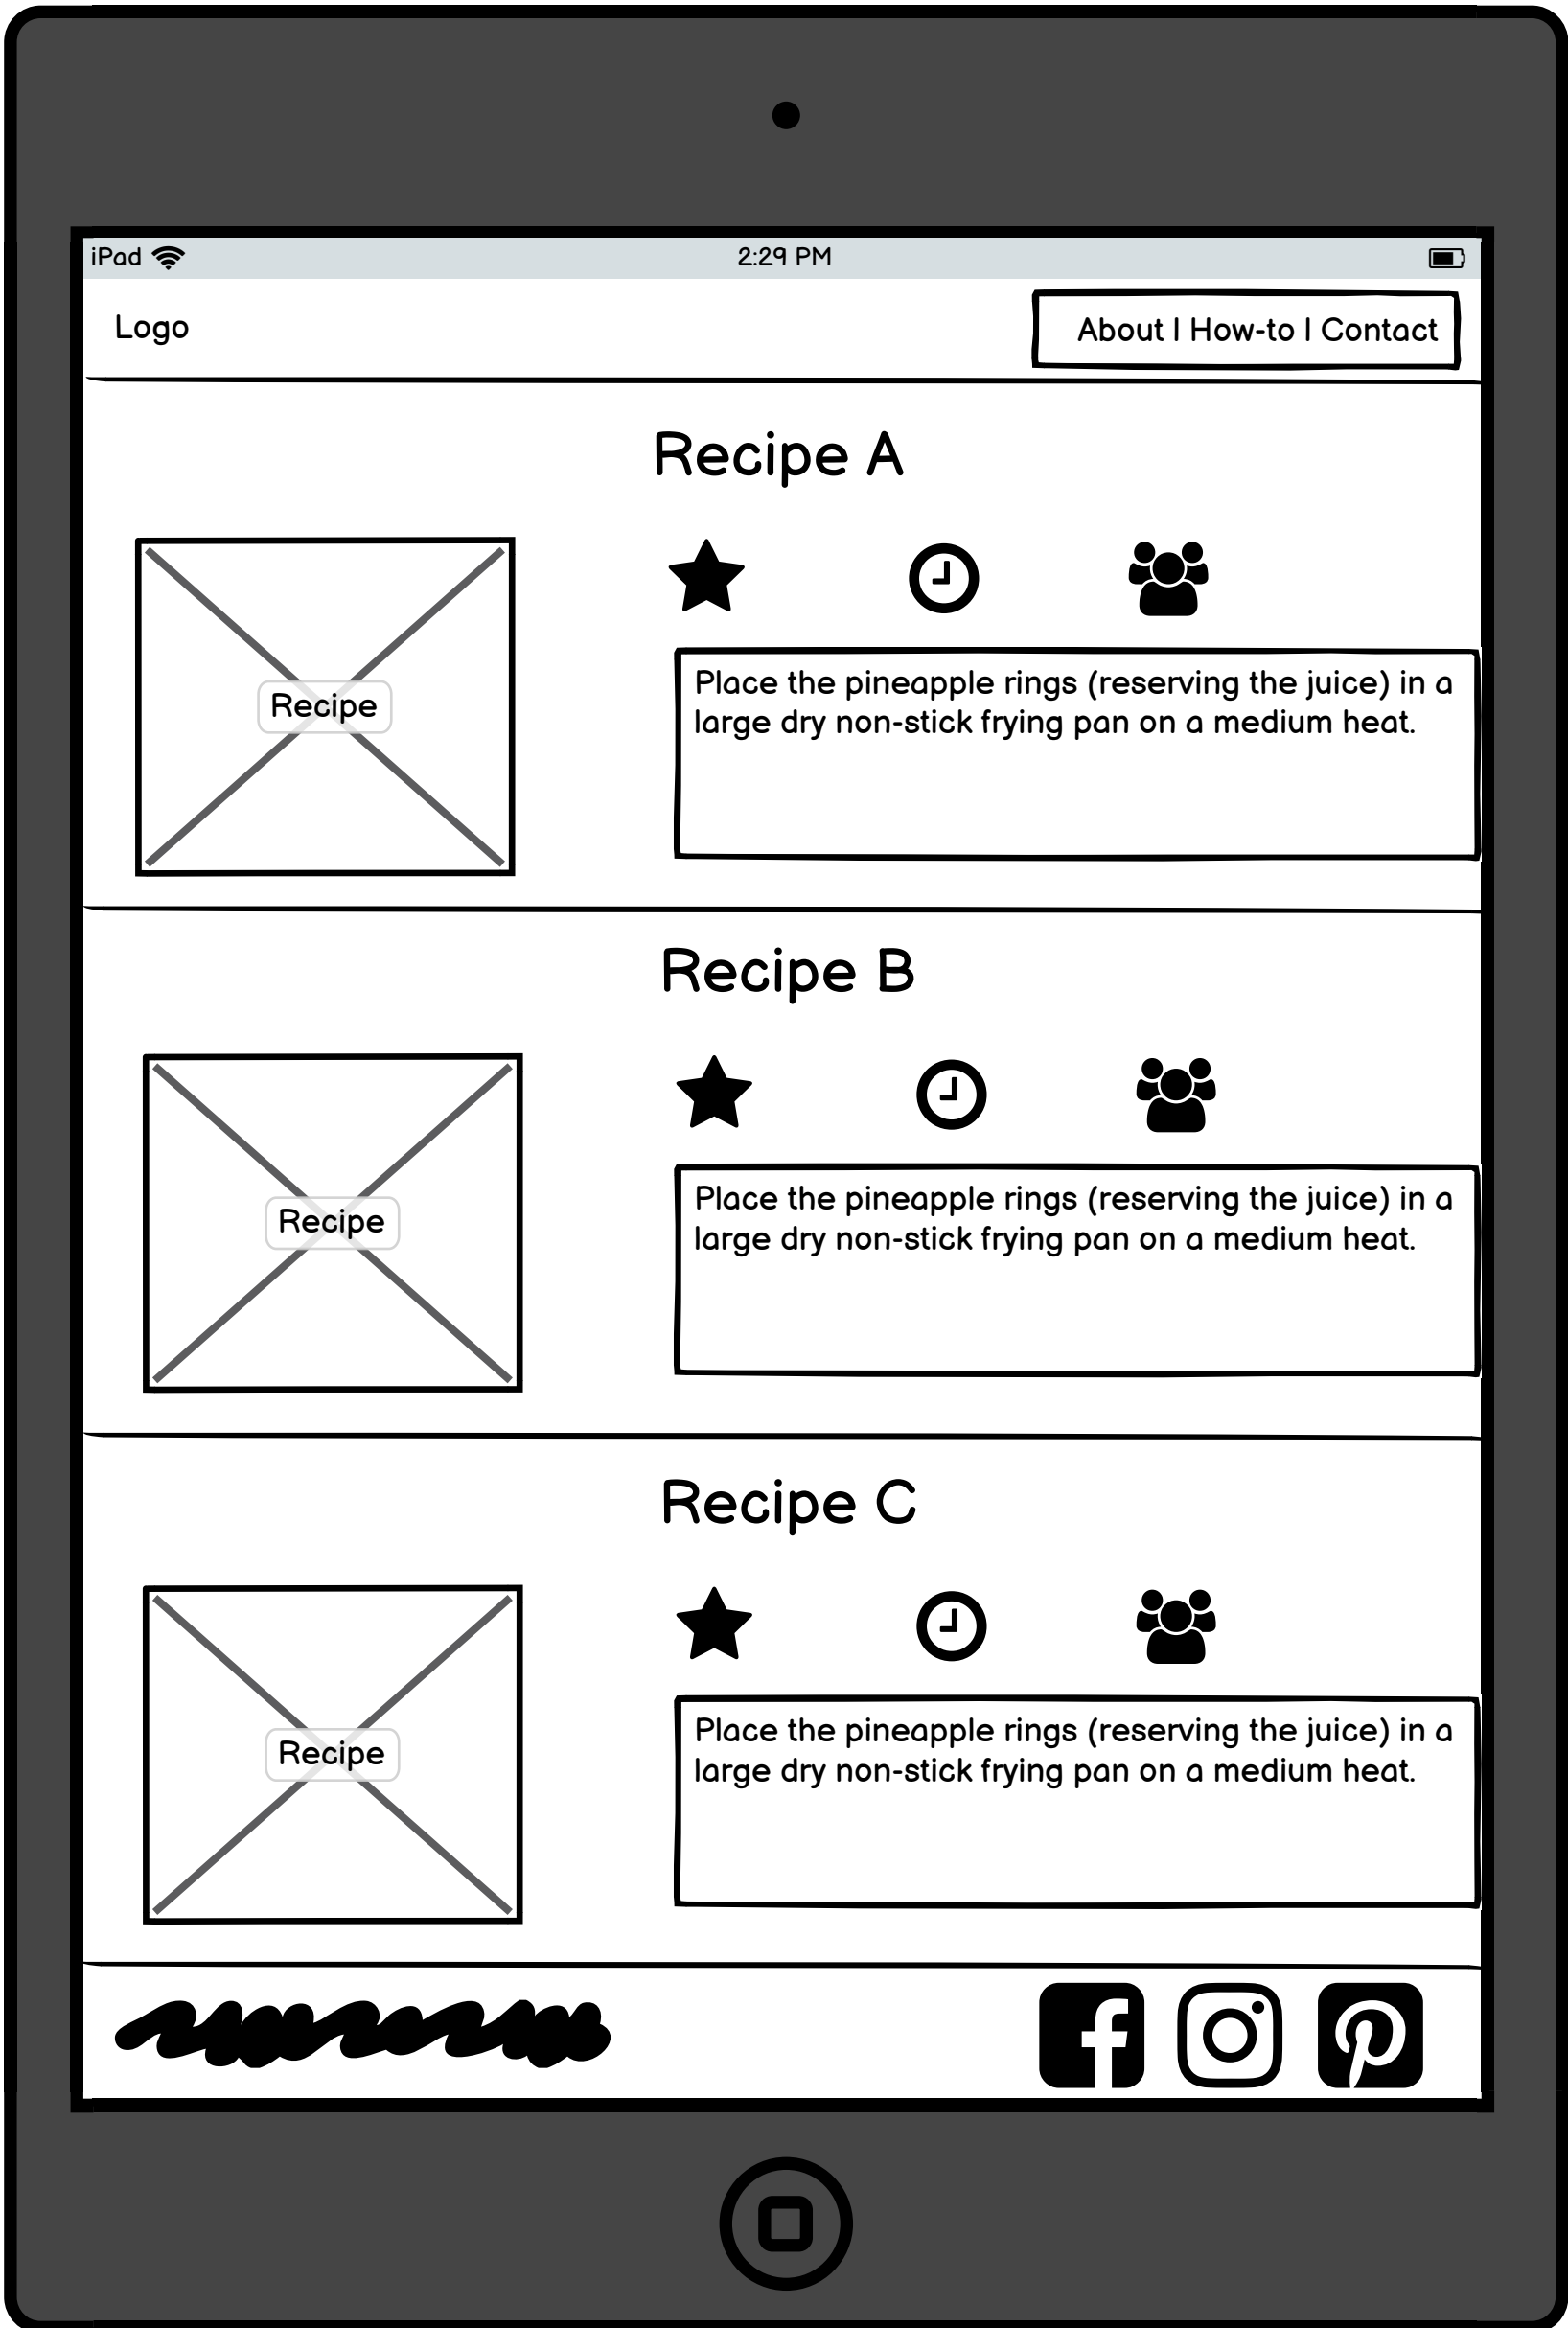 iPad 2:29 PM
Logo
About | How-to | Contact
Recipe A
Recipe
Place the pineapple rings (reserving the juice) in a
large dry non-stick frying pan on a medium heat.
Recipe B
Recipe
Place the pineapple rings (reserving the juice) in a
large dry non-stick frying pan on a medium heat.
Recipe C
Recipe
Place the pineapple rings (reserving the juice) in a
large dry non-stick frying pan on a medium heat.